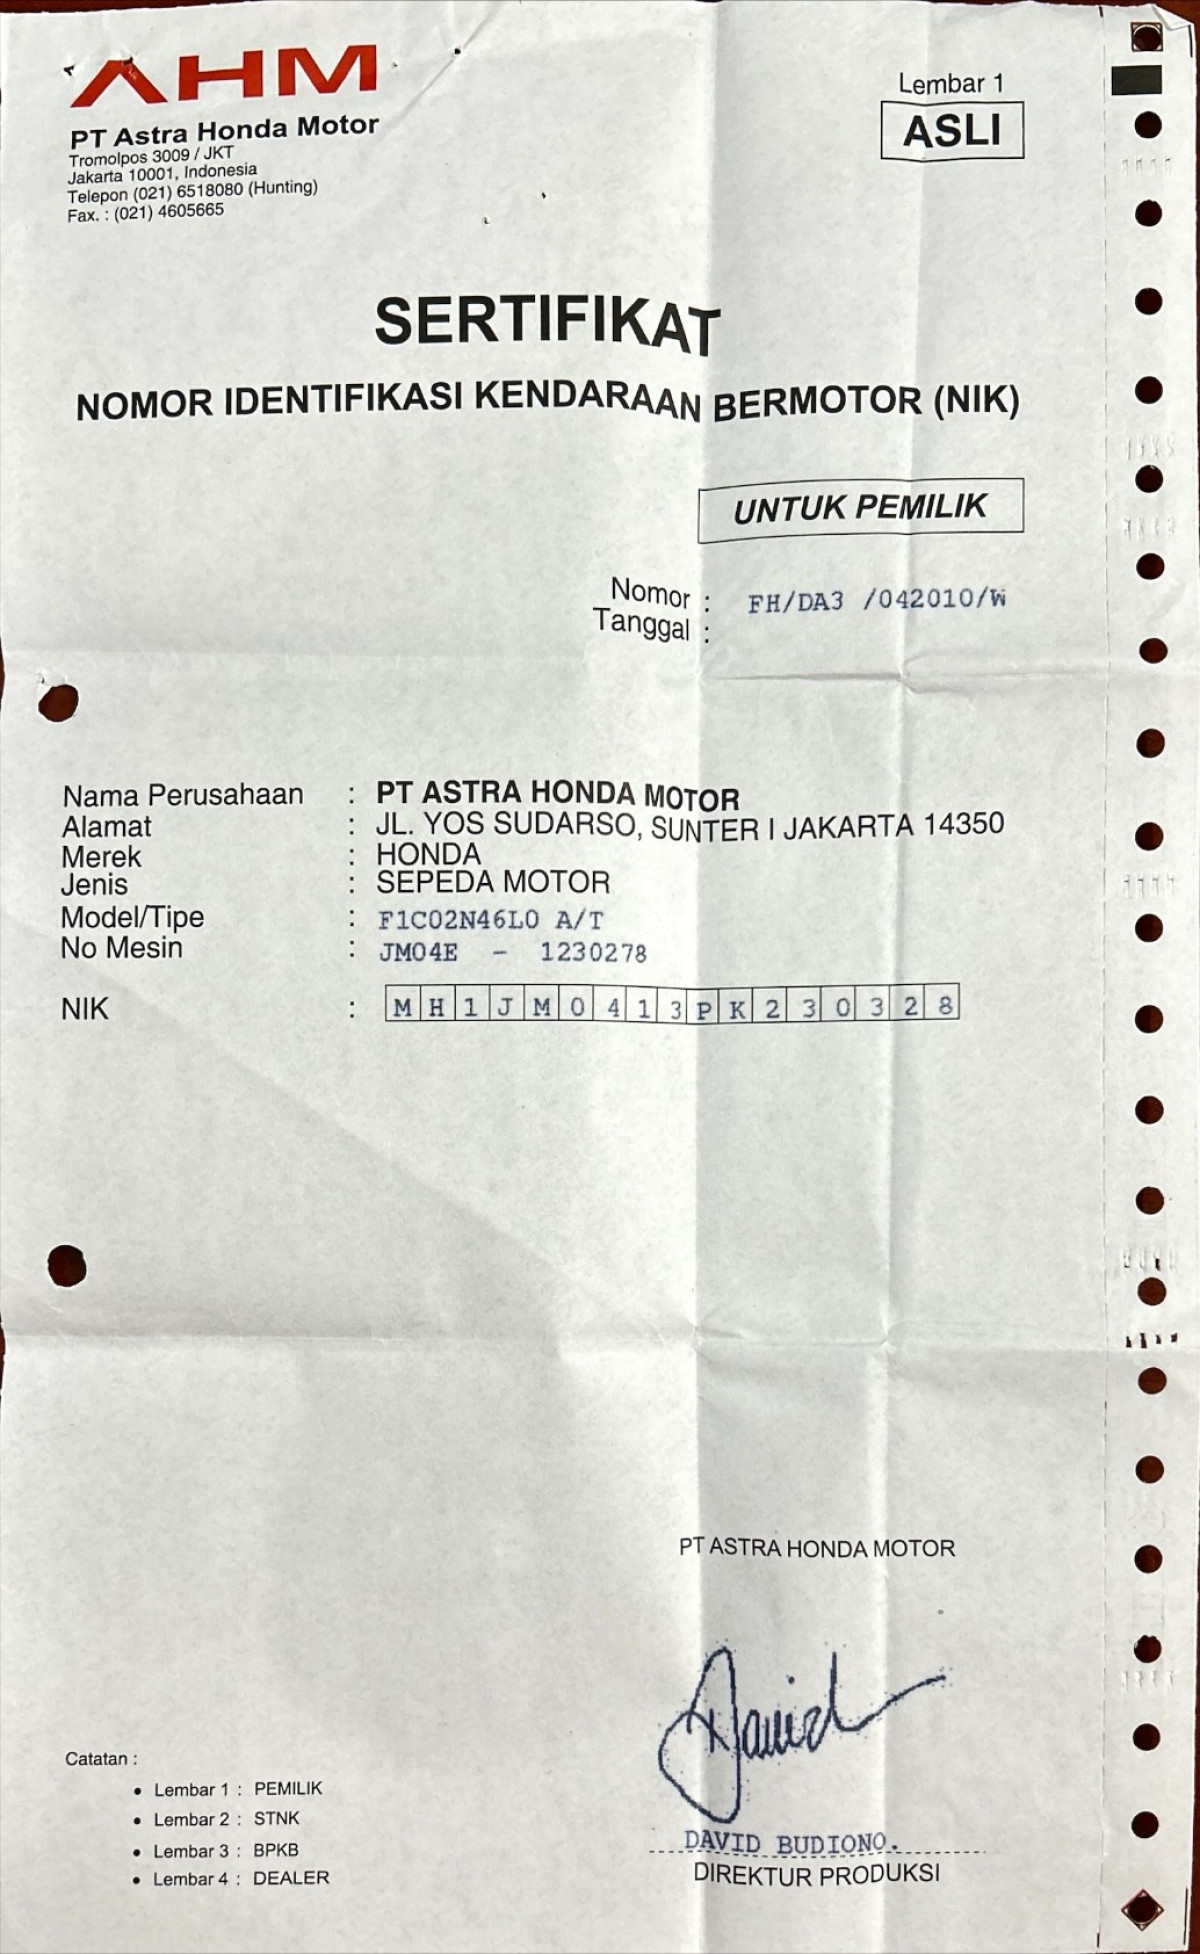 AHM
PT Astra Honda Motor
Tromolpos 3009 / JKT
Jakarta 10001, Indonesia
Telepon (021) 6518080 (Hunting)
Fax. : (021) 4605665
Lembar 1
ASLI
SERTIFIKAT
NOMOR IDENTIFIKASI KENDARAAN BERMOTOR (NIK)
UNTUK PEMILIK
Nomor : FH/DA3 /042010/W
Tanggal :
Nama Perusahaan : PT ASTRA HONDA MOTOR
Alamat : JL. YOS SUDARSO, SUNTER I JAKARTA 14350
Merek : HONDA
Jenis : SEPEDA MOTOR
Model/Tipe : F1C02N46L0 A/T
No Mesin : JM04E - 1230278
NIK : MH1JM0413PK230328
PT ASTRA HONDA MOTOR
David
DAVID BUDIONO.
DIREKTUR PRODUKSI
Catatan :
• Lembar 1 : PEMILIK
• Lembar 2 : STNK
• Lembar 3 : BPKB
• Lembar 4 : DEALER